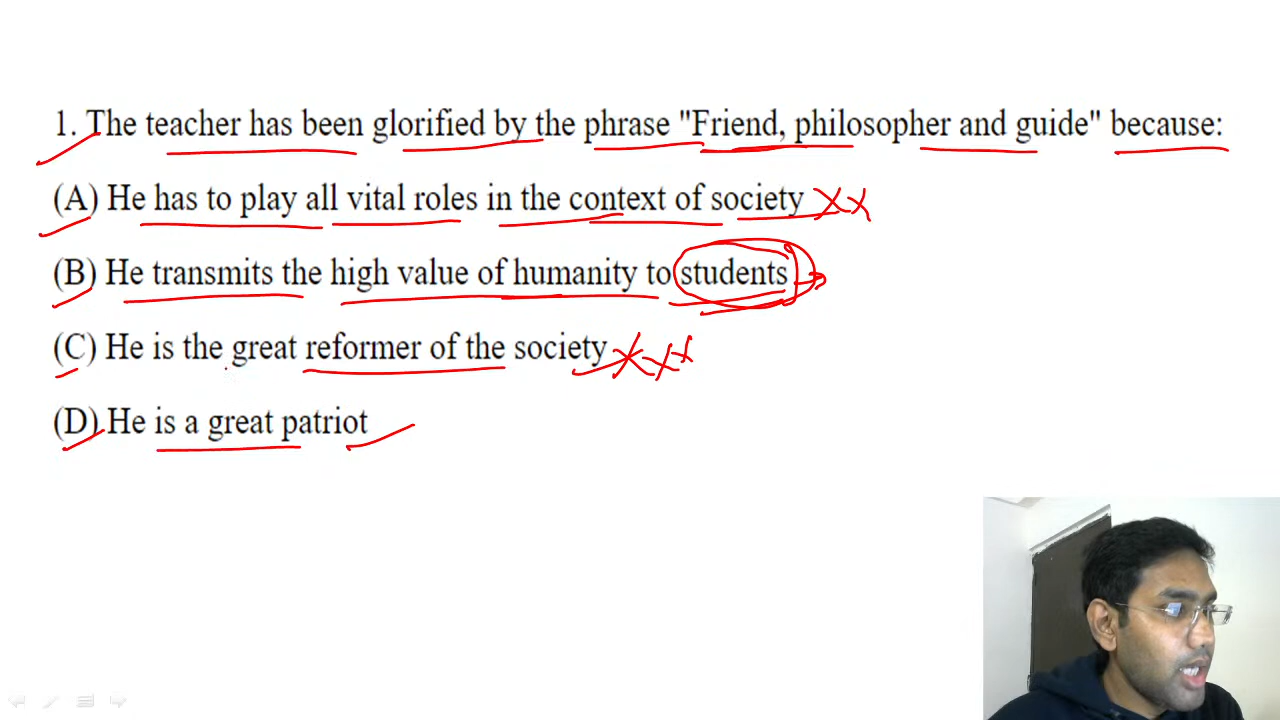 1. The teacher has been glorified by the phrase "Friend, philosopher and guide" because:
(A) He has to play all vital roles in the context of society
(B) He transmits the high value of humanity to students
(C) He is the great reformer of the society
(D) He is a great patriot